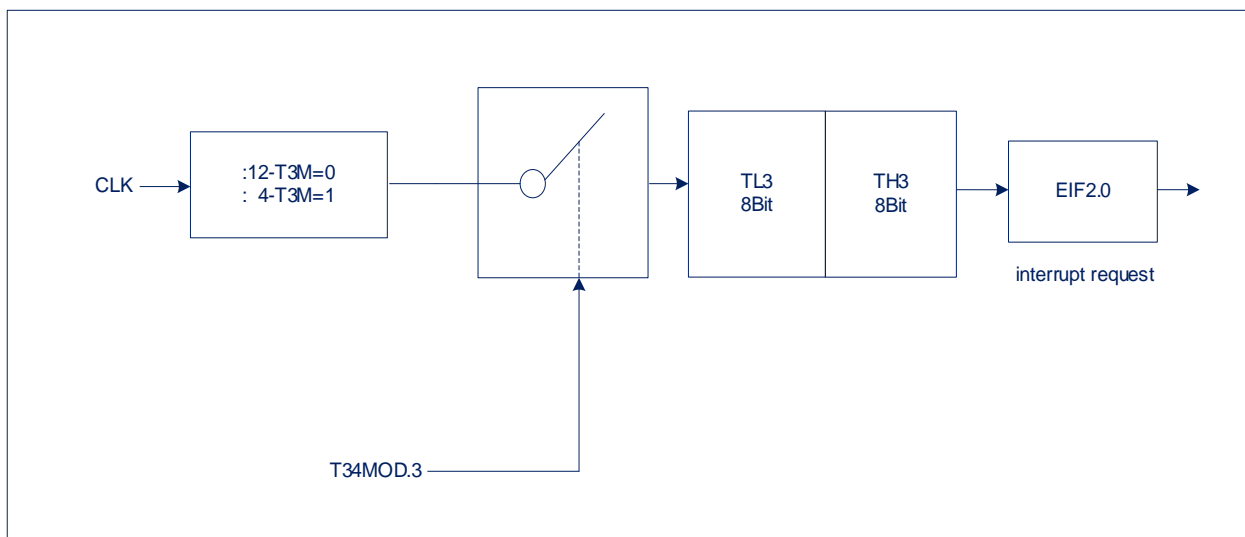 CLK
:12-T3M=0
: 4-T3M=1
TL3
8Bit
TH3
8Bit
EIF2.0
interrupt request
T34MOD.3